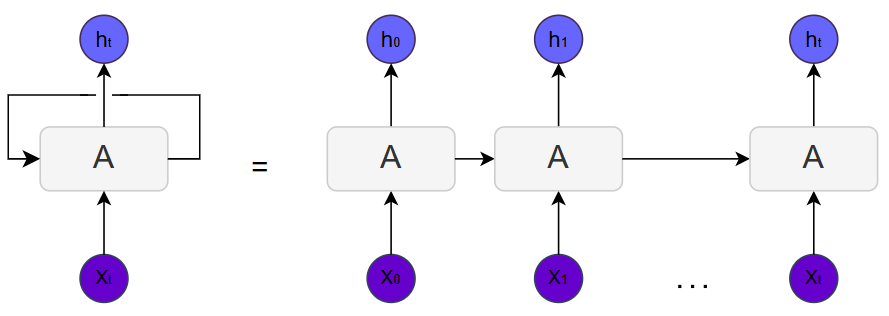 ht h0 h1 ht
A = A A A
Xt X0 X1 ... Xt